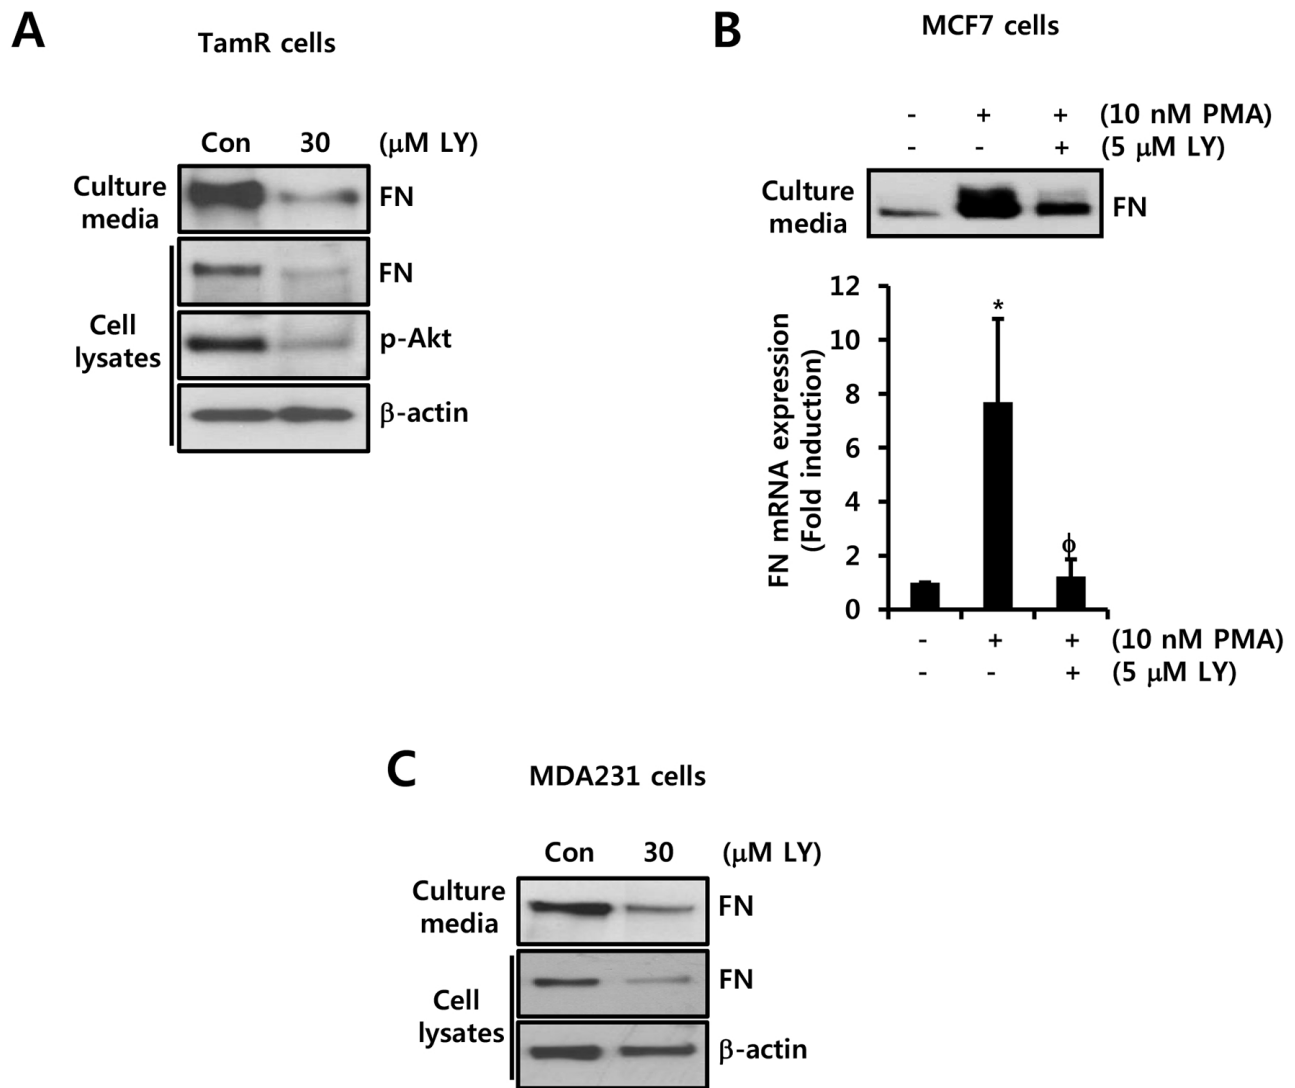 A
TamR cells
Con 30 (μM LY)
Culture
media
FN
FN
Cell
lysates
p-Akt
β-actin
B
MCF7 cells
- + + (10 nM PMA)
- - + (5 μM LY)
Culture
media
FN
FN mRNA expression
(Fold induction)
12
10
8
6
4
2
0
*
ϕ
- + + (10 nM PMA)
- - + (5 μM LY)
C
MDA231 cells
Con 30 (μM LY)
Culture
media
FN
FN
Cell
lysates
β-actin